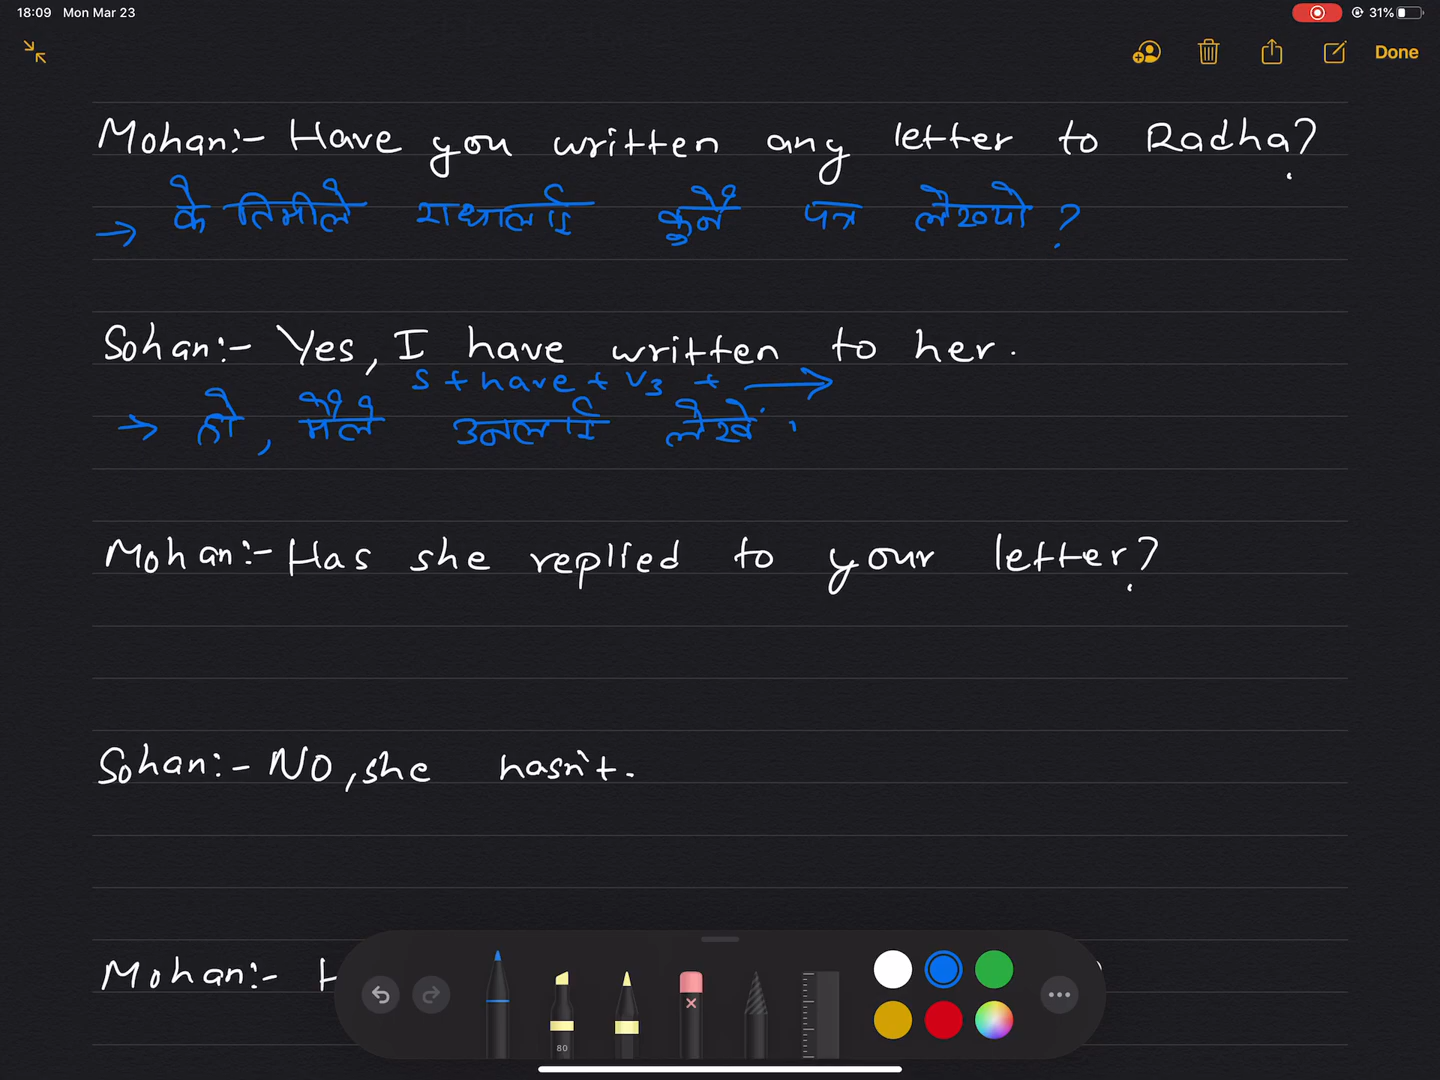 18:09 Mon Mar 23
31%
Done
Mohan:- Have you written any letter to Radha?
→ के तिमीले राधालाई कुनै पत्र लेख्यो ?
Sohan:- Yes, I have written to her.
S + have + V3 + →
→ हो, मैले उनलाई लेखें ।
Mohan:- Has she replied to your letter?
Sohan:- NO, she hasn't.
Mohan:-
80